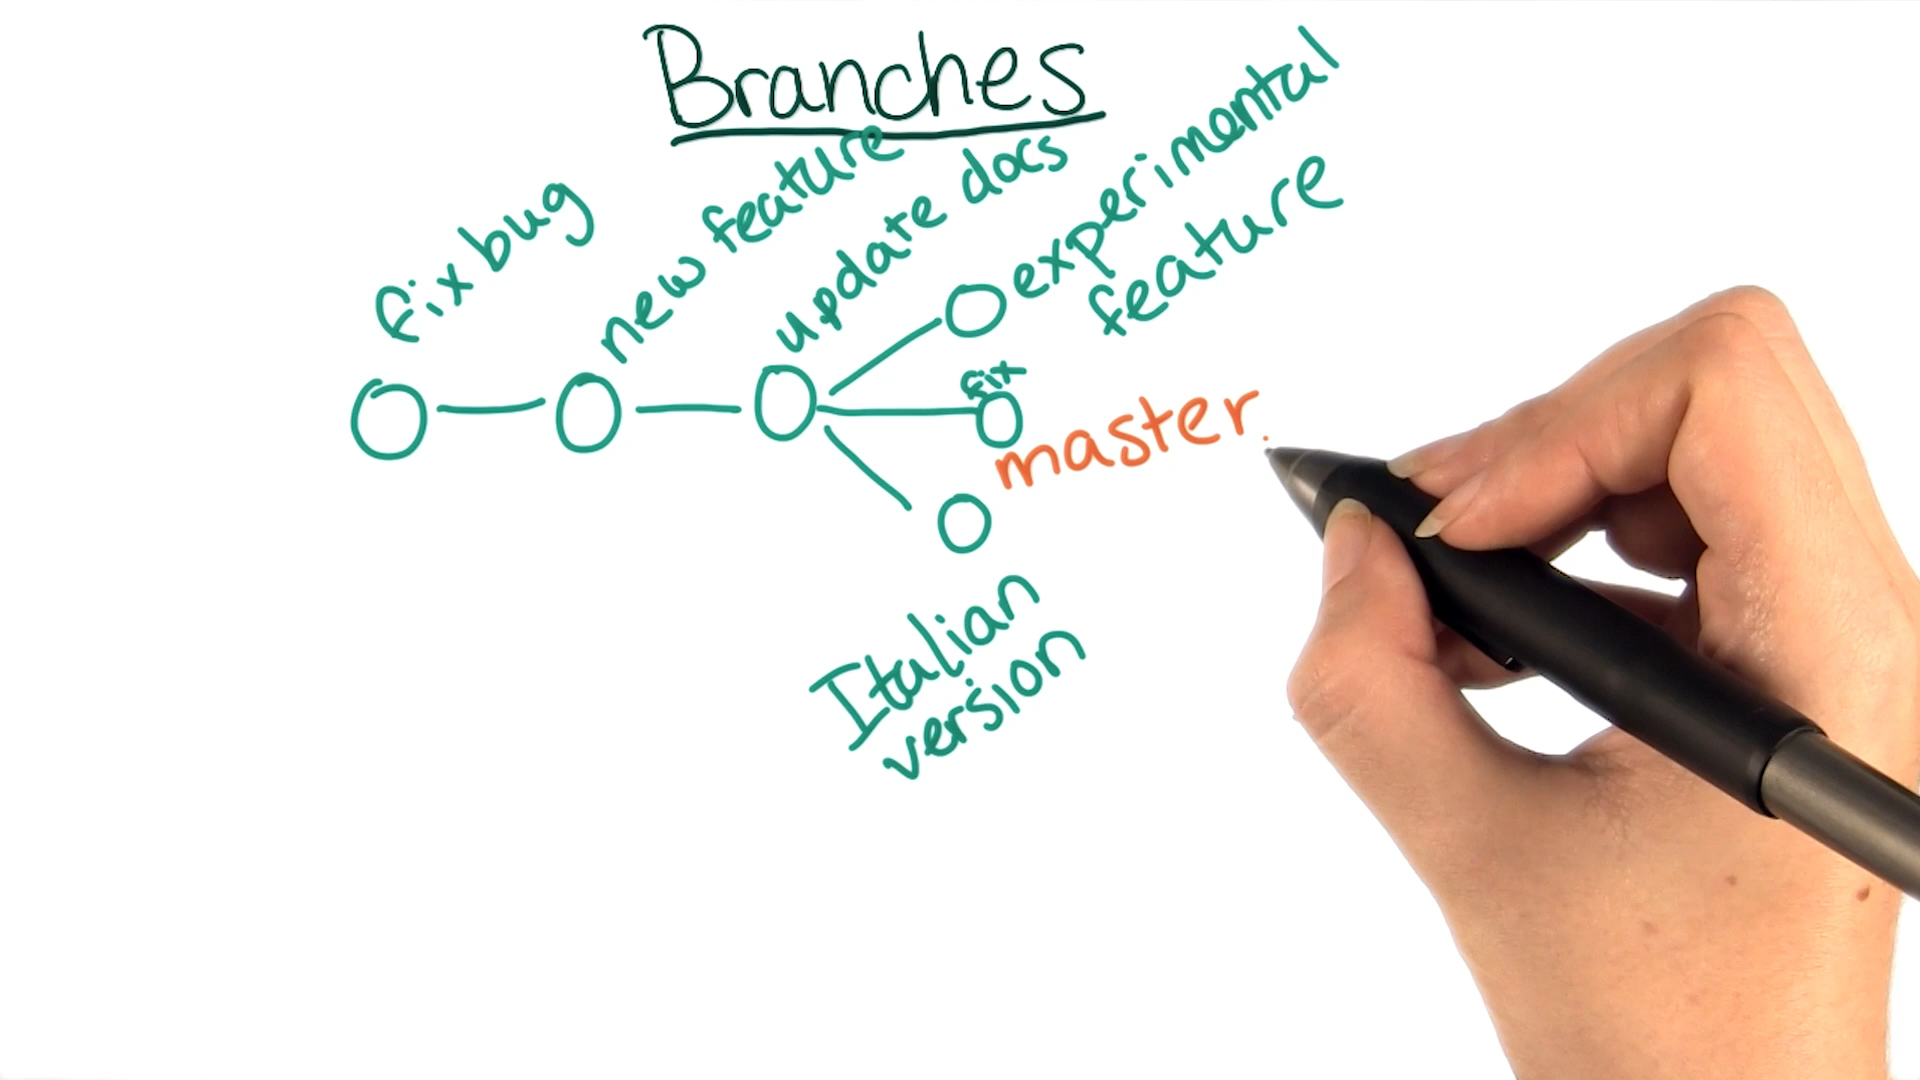 Branches
fix bug
new feature
update docs
experimental
feature
fix
master
Italian
version